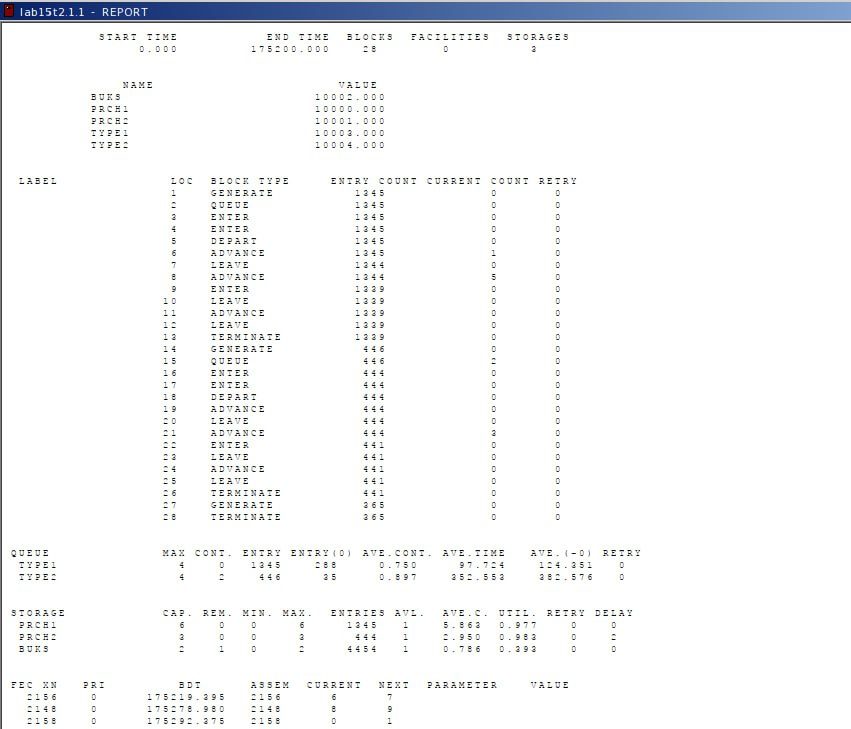 lab15t2.1.1 - REPORT
START TIME END TIME BLOCKS FACILITIES STORAGES
0.000 175200.000 28 0 3
NAME VALUE
BUKS 10002.000
PRCH1 10000.000
PRCH2 10001.000
TYPE1 10003.000
TYPE2 10004.000
LABEL LOC BLOCK TYPE ENTRY COUNT CURRENT COUNT RETRY
1 GENERATE 1345 0 0
2 QUEUE 1345 0 0
3 ENTER 1345 0 0
4 ENTER 1345 0 0
5 DEPART 1345 0 0
6 ADVANCE 1345 1 0
7 LEAVE 1344 0 0
8 ADVANCE 1344 5 0
9 ENTER 1339 0 0
10 LEAVE 1339 0 0
11 ADVANCE 1339 0 0
12 LEAVE 1339 0 0
13 TERMINATE 1339 0 0
14 GENERATE 446 0 0
15 QUEUE 446 2 0
16 ENTER 444 0 0
17 ENTER 444 0 0
18 DEPART 444 0 0
19 ADVANCE 444 0 0
20 LEAVE 444 0 0
21 ADVANCE 444 3 0
22 ENTER 441 0 0
23 LEAVE 441 0 0
24 ADVANCE 441 0 0
25 LEAVE 441 0 0
26 TERMINATE 441 0 0
27 GENERATE 365 0 0
28 TERMINATE 365 0 0
QUEUE MAX CONT. ENTRY ENTRY(0) AVE.CONT. AVE.TIME AVE.(-0) RETRY
TYPE1 4 0 1345 288 0.750 97.724 124.351 0
TYPE2 4 2 446 35 0.897 352.553 382.576 0
STORAGE CAP. REM. MIN. MAX. ENTRIES AVL. AVE.C. UTIL. RETRY DELAY
PRCH1 6 0 0 6 1345 1 5.863 0.977 0 0
PRCH2 3 0 0 3 444 1 2.950 0.983 0 2
BUKS 2 1 0 2 4454 1 0.786 0.393 0 0
FEC XN PRI BDT ASSEM CURRENT NEXT PARAMETER VALUE
2156 0 175219.395 2156 6 7
2148 0 175278.980 2148 8 9
2158 0 175292.375 2158 0 1